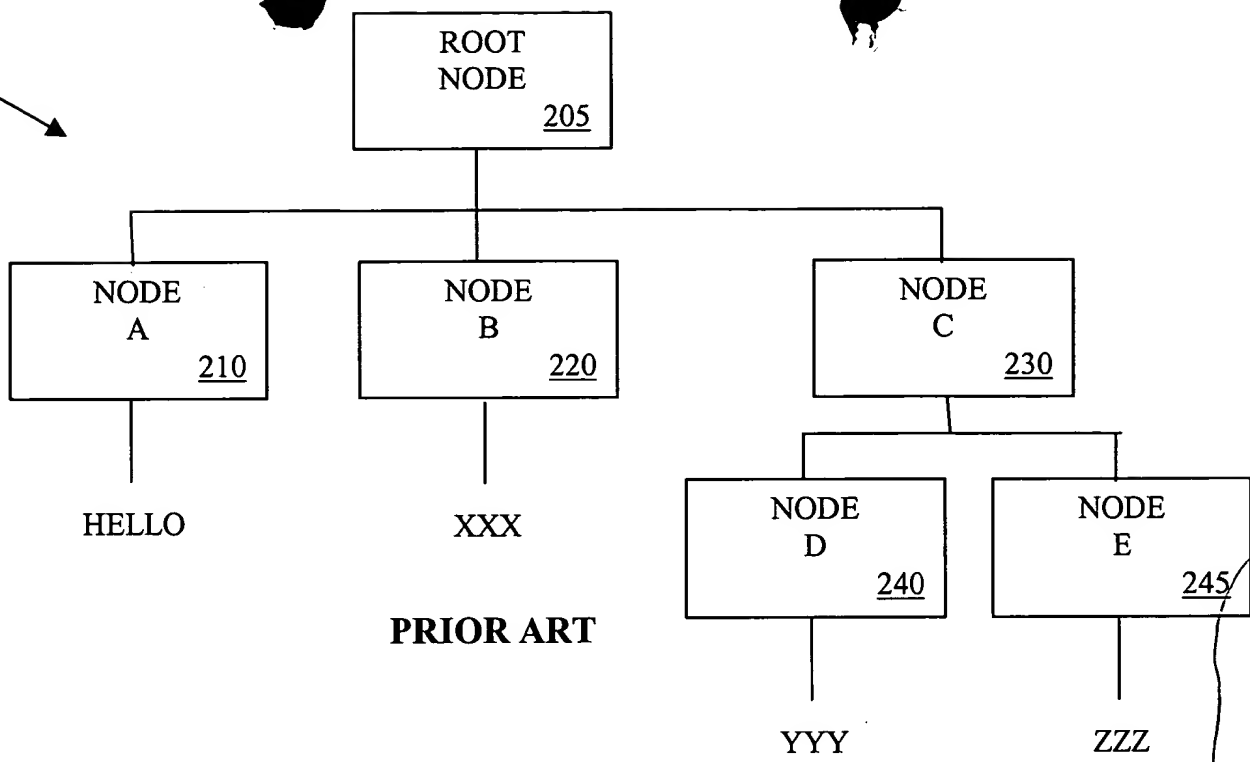 ROOT
NODE
205
NODE
A
210
NODE
B
220
NODE
C
230
HELLO
XXX
NODE
D
240
NODE
E
245
PRIOR ART
YYY
ZZZ